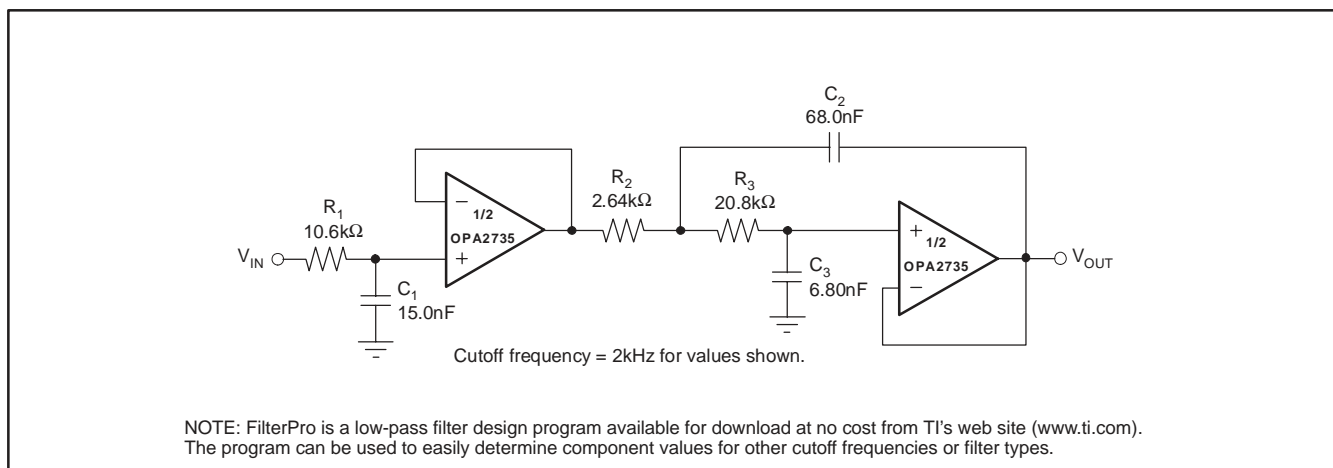 C2
68.0nF
R1
10.6kΩ
VIN
C1
15.0nF
−
1/2
OPA2735
+
R2
2.64kΩ
R3
20.8kΩ
C3
6.80nF
+
1/2
OPA2735
−
VOUT
Cutoff frequency = 2kHz for values shown.
NOTE: FilterPro is a low-pass filter design program available for download at no cost from TI's web site (www.ti.com).
The program can be used to easily determine component values for other cutoff frequencies or filter types.